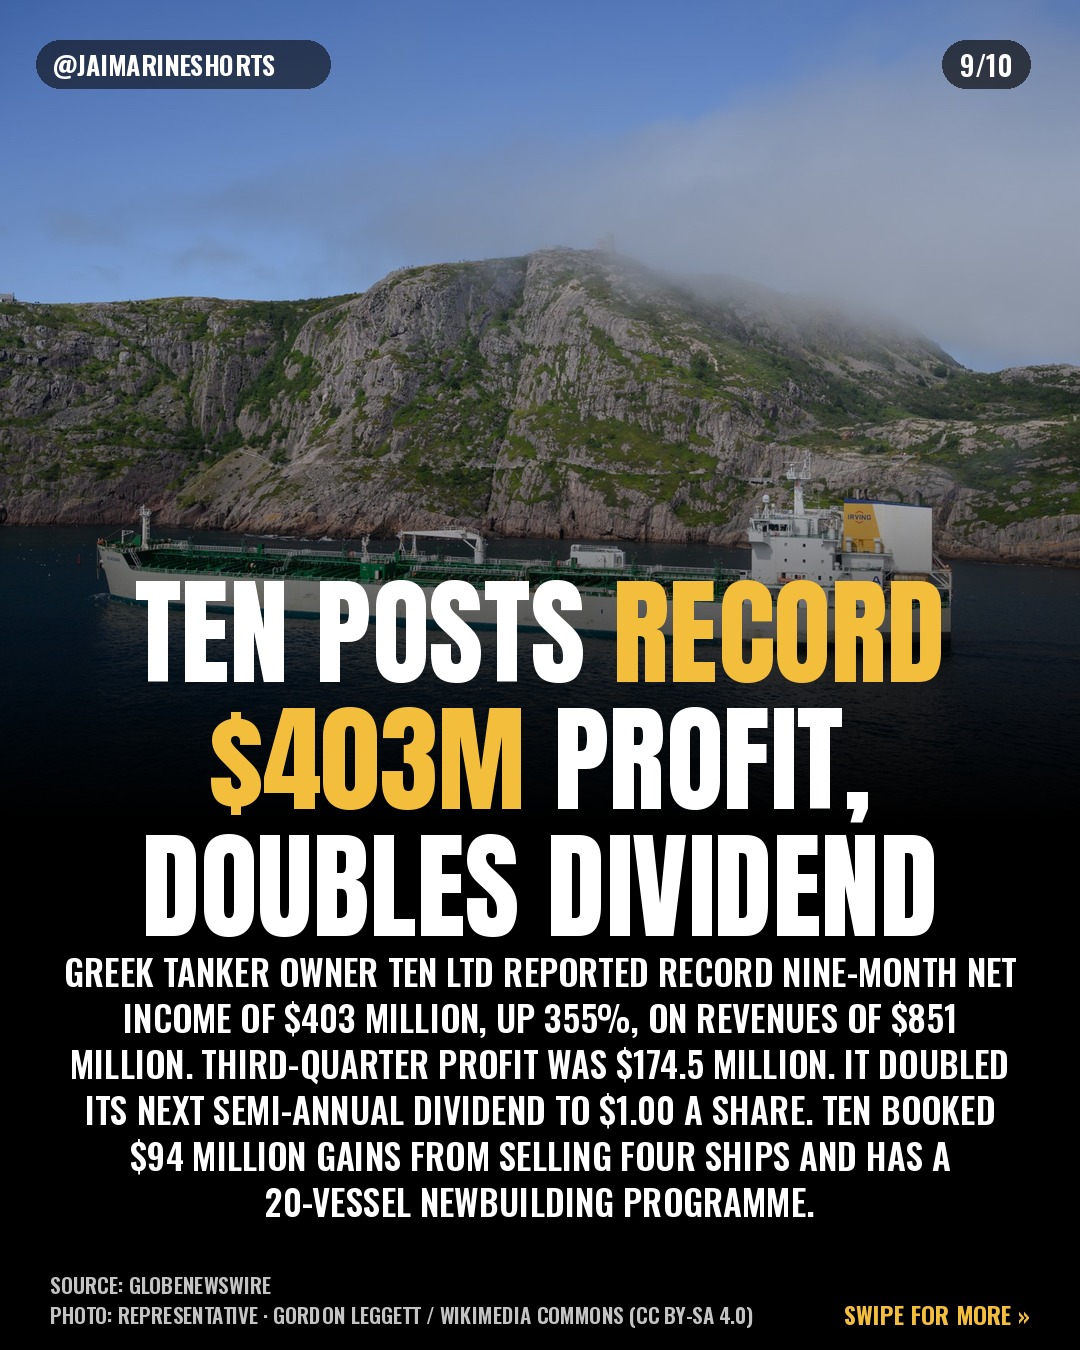 @JAIMARINESHORTS
9/10
IRVING
TEN POSTS RECORD
$403M PROFIT,
DOUBLES DIVIDEND
GREEK TANKER OWNER TEN LTD REPORTED RECORD NINE-MONTH NET
INCOME OF $403 MILLION, UP 355%, ON REVENUES OF $851
MILLION. THIRD-QUARTER PROFIT WAS $174.5 MILLION. IT DOUBLED
ITS NEXT SEMI-ANNUAL DIVIDEND TO $1.00 A SHARE. TEN BOOKED
$94 MILLION GAINS FROM SELLING FOUR SHIPS AND HAS A
20-VESSEL NEWBUILDING PROGRAMME.
SOURCE: GLOBENEWSWIRE
PHOTO: REPRESENTATIVE · GORDON LEGGETT / WIKIMEDIA COMMONS (CC BY-SA 4.0)
SWIPE FOR MORE »